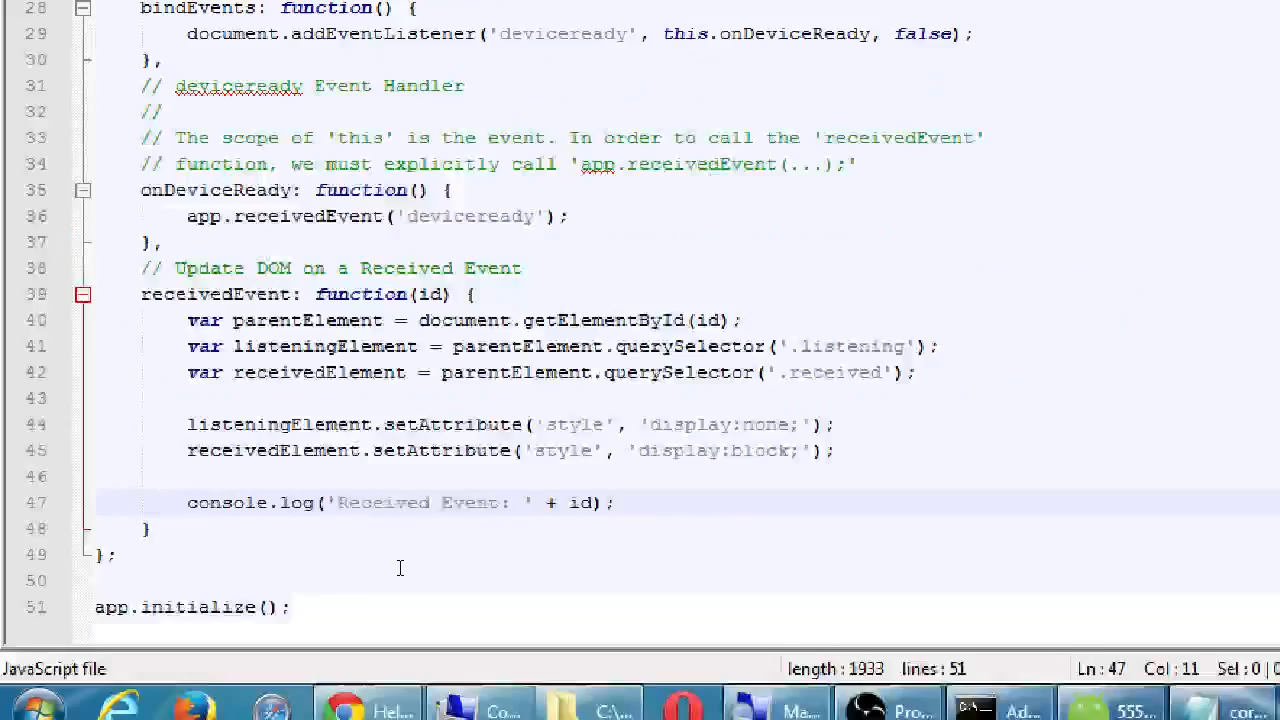 28 bindEvents: function() {
29 document.addEventListener('deviceready', this.onDeviceReady, false);
30 },
31 // deviceready Event Handler
32 //
33 // The scope of 'this' is the event. In order to call the 'receivedEvent'
34 // function, we must explicitly call 'app.receivedEvent(...);'
35 onDeviceReady: function() {
36 app.receivedEvent('deviceready');
37 },
38 // Update DOM on a Received Event
39 receivedEvent: function(id) {
40 var parentElement = document.getElementById(id);
41 var listeningElement = parentElement.querySelector('.listening');
42 var receivedElement = parentElement.querySelector('.received');
43
44 listeningElement.setAttribute('style', 'display:none;');
45 receivedElement.setAttribute('style', 'display:block;');
46
47 console.log('Received Event: ' + id);
48 }
49 };
50
51 app.initialize();
JavaScript file length : 1933 lines : 51 Ln : 47 Col : 11 Sel : 0 | 0
Hel... Co... C:\... Ma... Pro... Ad... 555... cor...